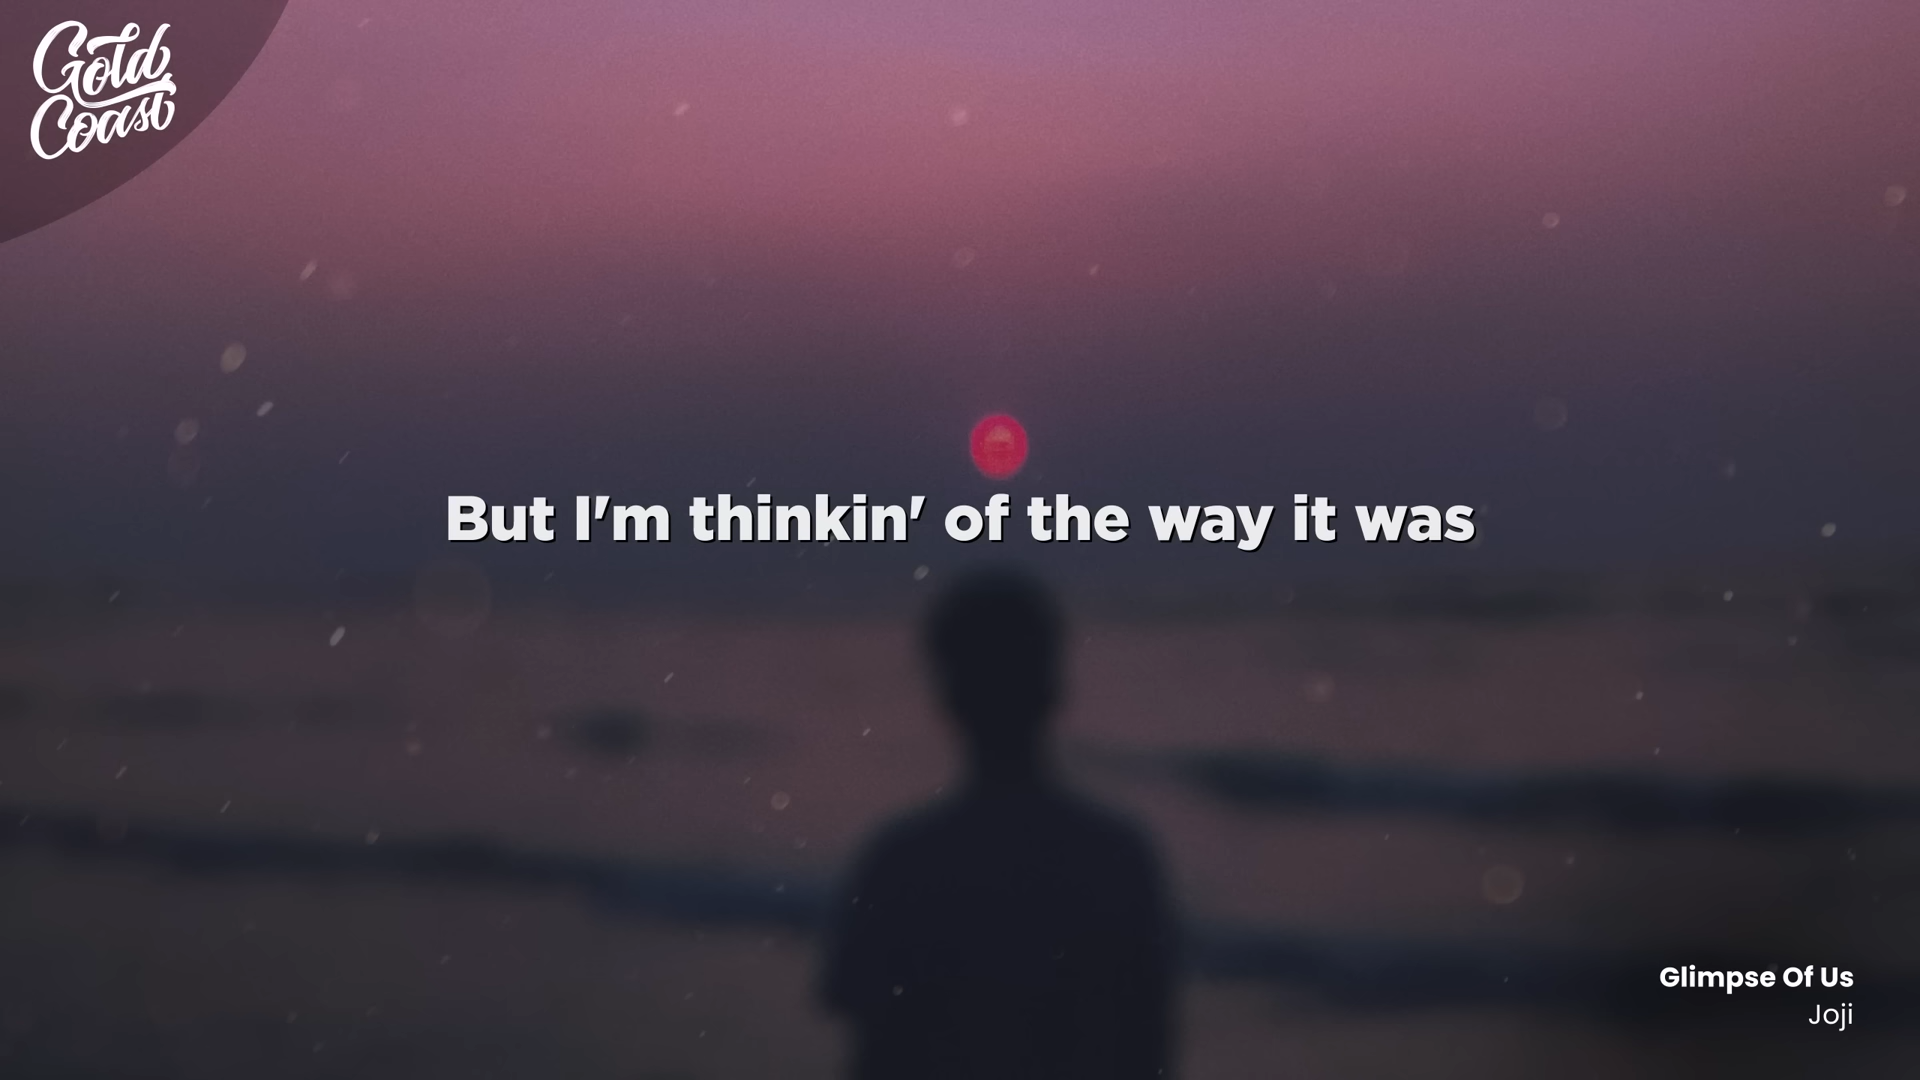 Gold
Coast
But I'm thinkin' of the way it was
Glimpse Of Us
Joji